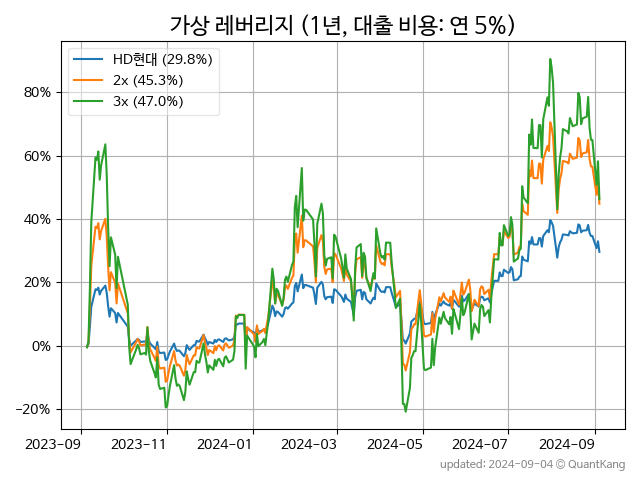 가상 레버리지 (1년, 대출 비용: 연 5%)
HD현대 (29.8%)
2x (45.3%)
3x (47.0%)
80%
60%
40%
20%
0%
−20%
2023-09 2023-11 2024-01 2024-03 2024-05 2024-07 2024-09
updated: 2024-09-04 © QuantKang